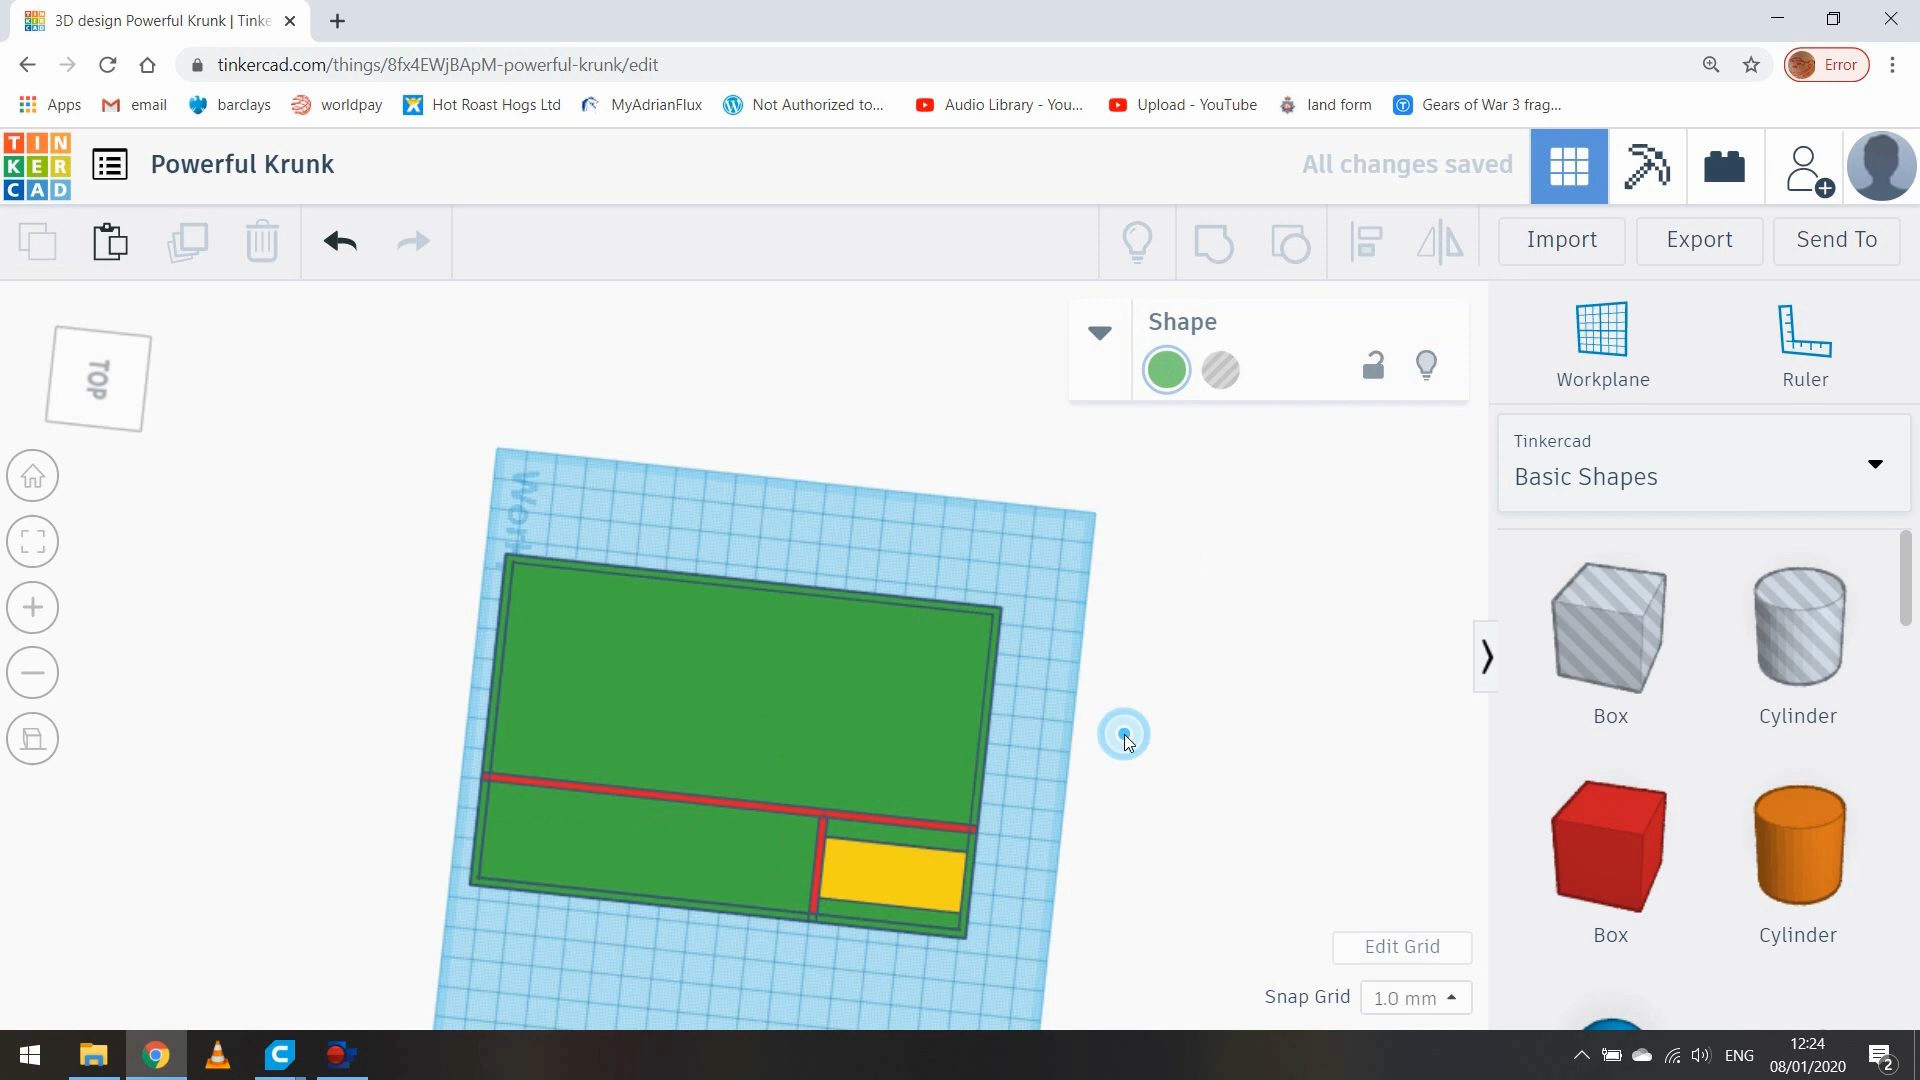 3D design Powerful Krunk | Tinke
tinkercad.com/things/8fx4EWjBApM-powerful-krunk/edit
Error
Apps
email
barclays
worldpay
Hot Roast Hogs Ltd
MyAdrianFlux
Not Authorized to...
Audio Library - You...
Upload - YouTube
land form
Gears of War 3 frag...
TIN
KER
CAD
Powerful Krunk
All changes saved
Import
Export
Send To
TOP
Shape
Workplane
Ruler
Tinkercad
Basic Shapes
Work
Box
Cylinder
Box
Cylinder
Edit Grid
Snap Grid
1.0 mm
ENG
12:24
08/01/2020
2